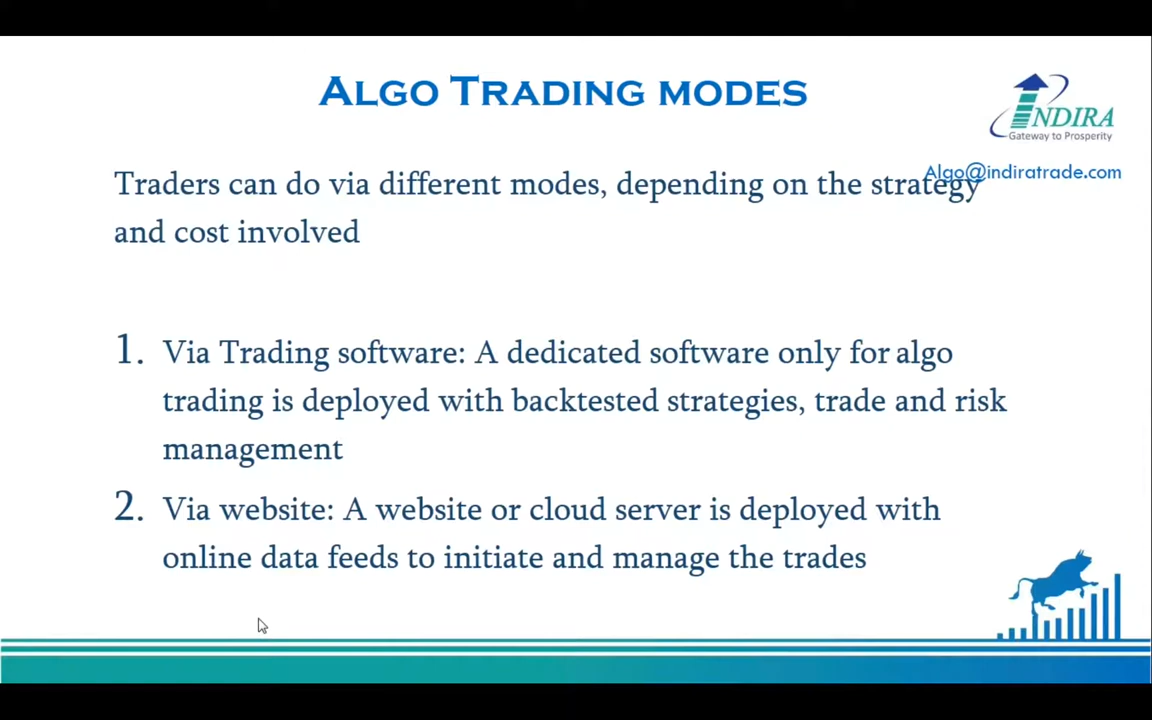 ALGO TRADING MODES
INDIRA
Gateway to Prosperity
Algo@indiratrade.com
Traders can do via different modes, depending on the strategy
and cost involved
1. Via Trading software: A dedicated software only for algo
trading is deployed with backtested strategies, trade and risk
management
2. Via website: A website or cloud server is deployed with
online data feeds to initiate and manage the trades